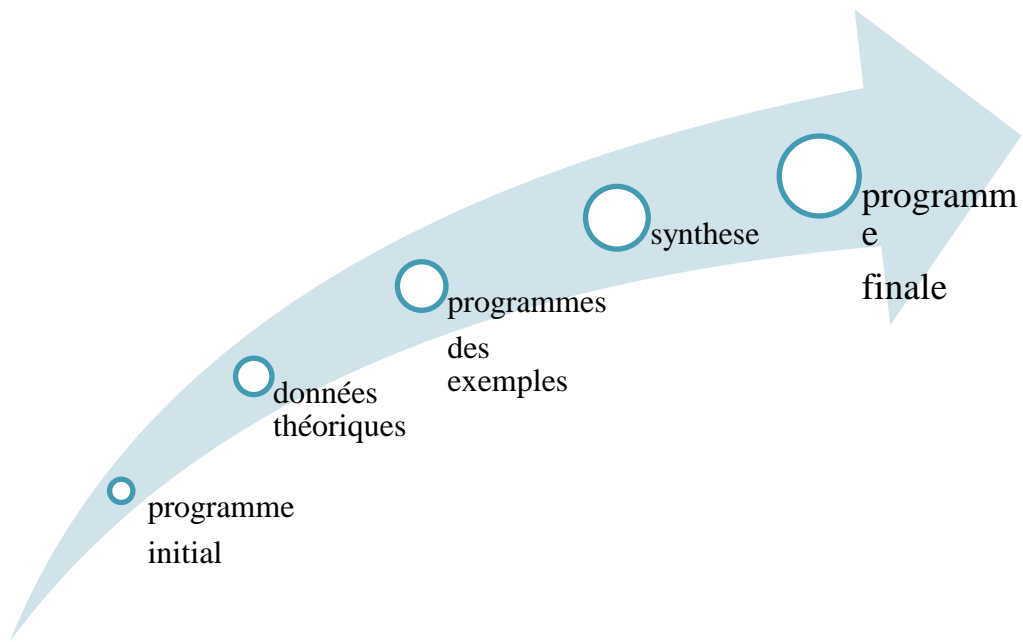 programme
initial
données
théoriques
programmes
des
exemples
synthese
programm
e
finale